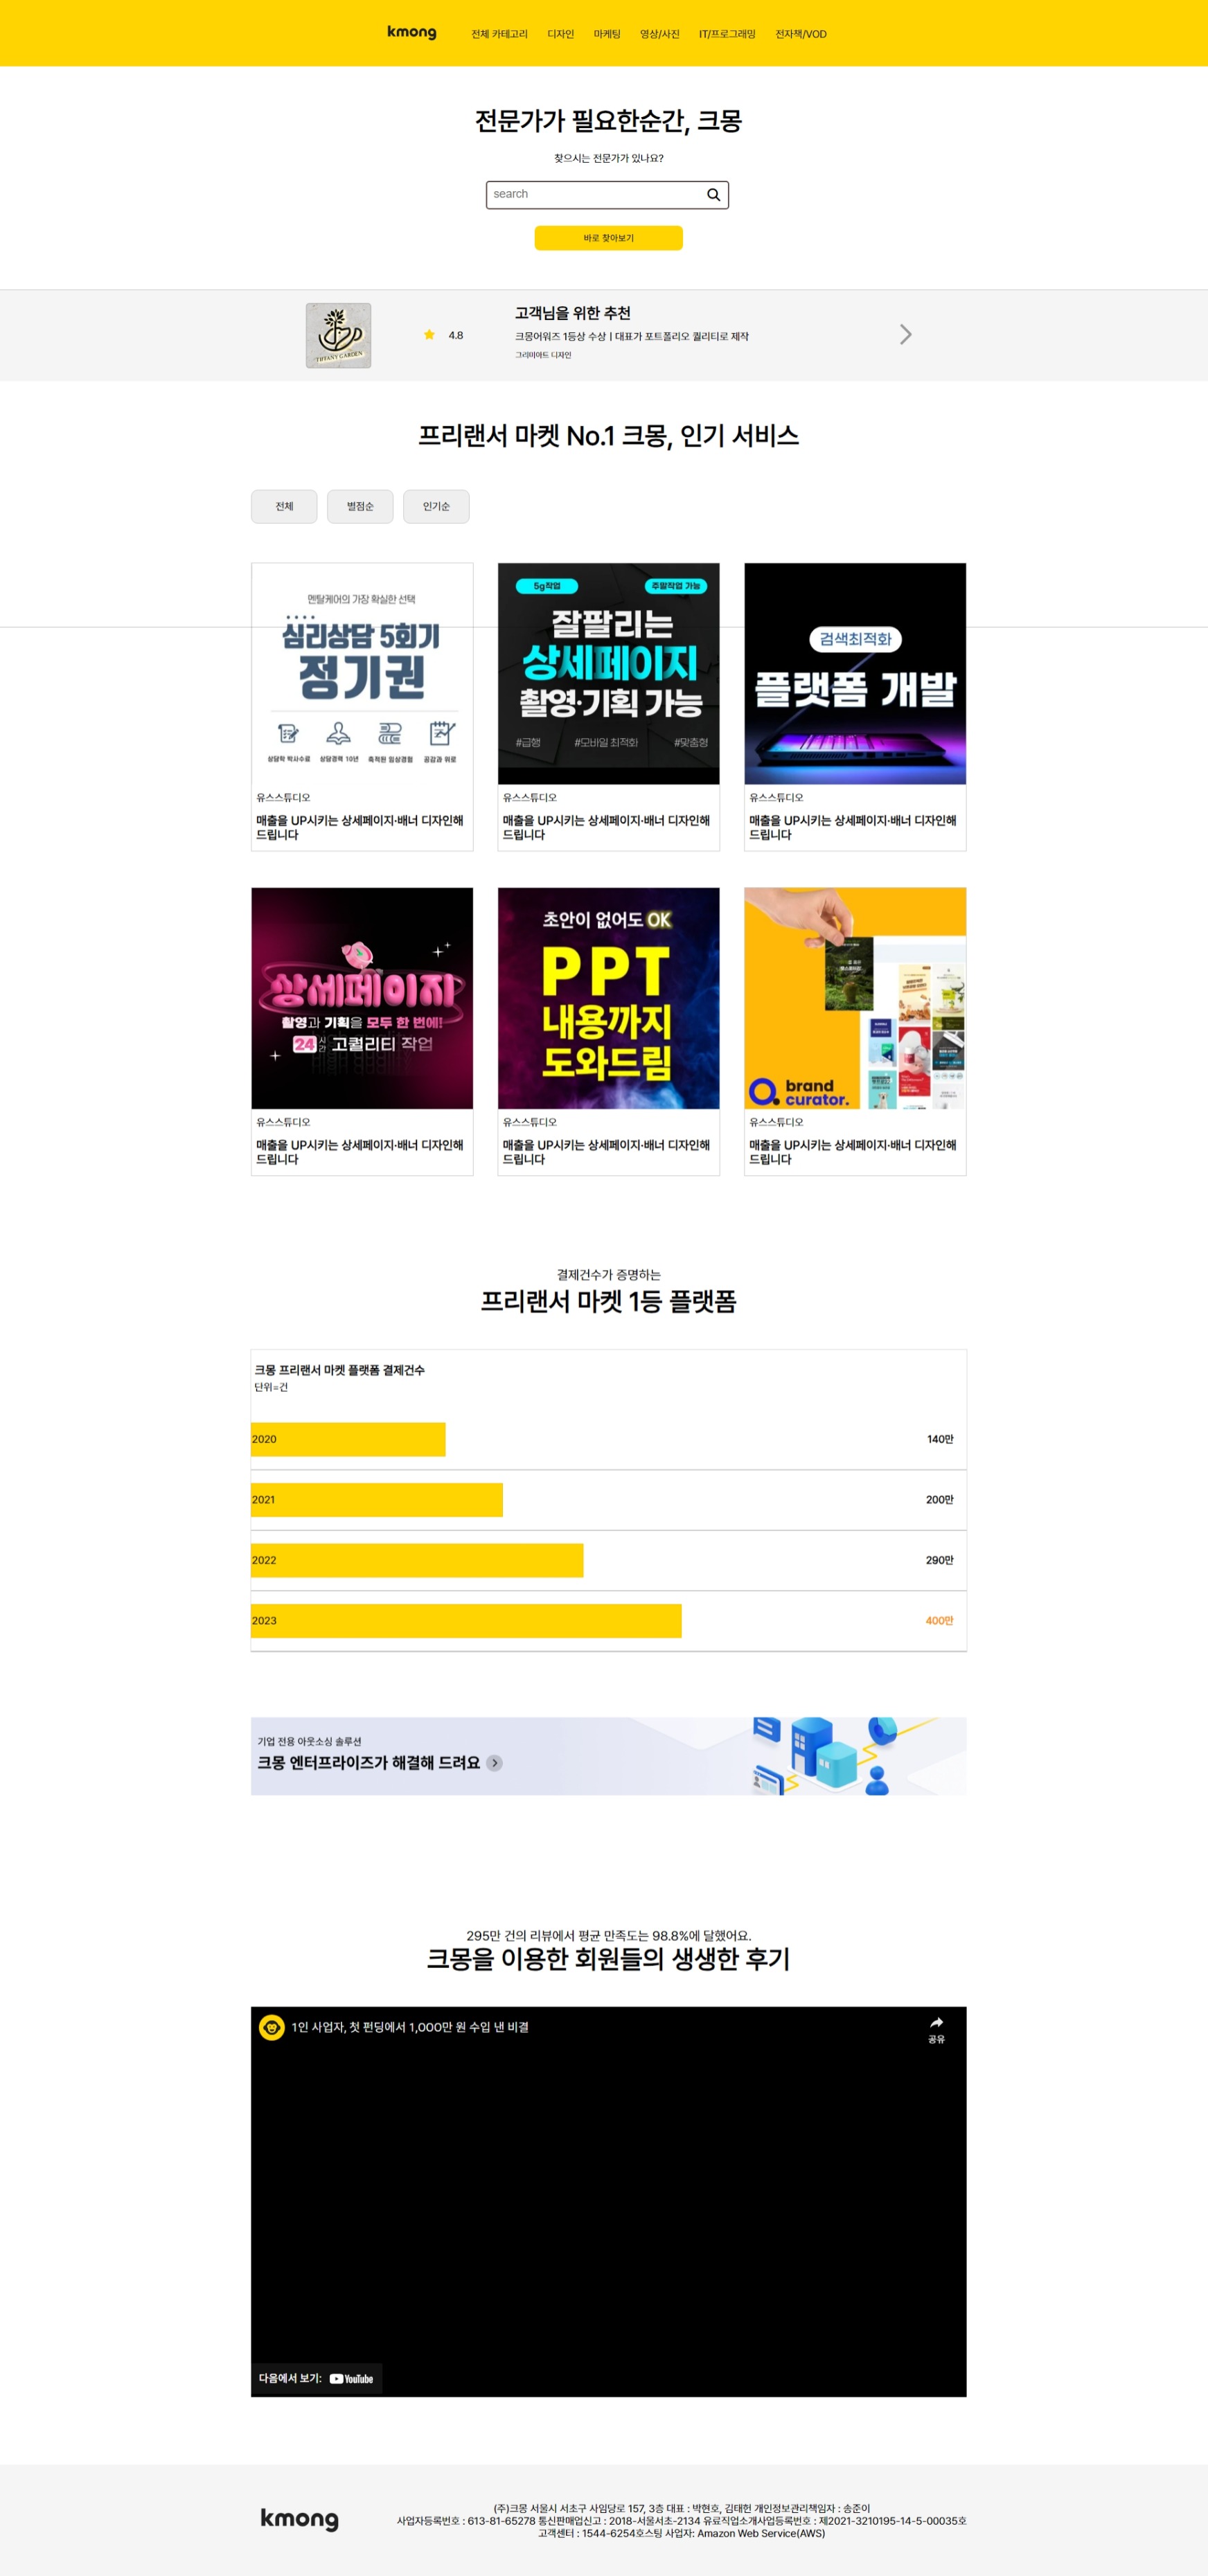 kmong
전체 카테고리
디자인
마케팅
영상/사진
IT/프로그래밍
전자책/VOD
전문가가 필요한순간, 크몽
찾으시는 전문가가 있나요?
search
바로 찾아보기
TIFFANY GARDEN
4.8
고객님을 위한 추천
크몽어워즈 1등상 수상 | 대표가 포트폴리오 퀄리티로 제작
그리미아트 디자인
프리랜서 마켓 No.1 크몽, 인기 서비스
전체
별점순
인기순
멘탈케어의 가장 확실한 선택
심리상담 5회기
정기권
상담학 박사수료
상담경력 10년
축적된 임상경험
공감과 위로
유스스튜디오
매출을 UP시키는 상세페이지·배너 디자인해
드립니다
5g작업
주말작업 가능
잘팔리는
상세페이지
촬영·기획 가능
#급행
#모바일 최적화
#맞춤형
유스스튜디오
매출을 UP시키는 상세페이지·배너 디자인해
드립니다
검색최적화
플랫폼 개발
유스스튜디오
매출을 UP시키는 상세페이지·배너 디자인해
드립니다
상세페이지
촬영과 기획을 모두 한 번에!
24시간 고퀄리티 작업
유스스튜디오
매출을 UP시키는 상세페이지·배너 디자인해
드립니다
초안이 없어도 OK
PPT
내용까지
도와드림
유스스튜디오
매출을 UP시키는 상세페이지·배너 디자인해
드립니다
brand
curator.
유스스튜디오
매출을 UP시키는 상세페이지·배너 디자인해
드립니다
결제건수가 증명하는
프리랜서 마켓 1등 플랫폼
크몽 프리랜서 마켓 플랫폼 결제건수
단위=건
2020
140만
2021
200만
2022
290만
2023
400만
기업 전용 아웃소싱 솔루션
크몽 엔터프라이즈가 해결해 드려요
295만 건의 리뷰에서 평균 만족도는 98.8%에 달했어요.
크몽을 이용한 회원들의 생생한 후기
1인 사업자, 첫 펀딩에서 1,000만 원 수입 낸 비결
공유
다음에서 보기: YouTube
kmong
(주)크몽 서울시 서초구 사임당로 157, 3층 대표 : 박현호, 김태헌 개인정보관리책임자 : 송준이
사업자등록번호 : 613-81-65278 통신판매업신고 : 2018-서울서초-2134 유료직업소개사업등록번호 : 제2021-3210195-14-5-00035호
고객센터 : 1544-6254호스팅 사업자: Amazon Web Service(AWS)